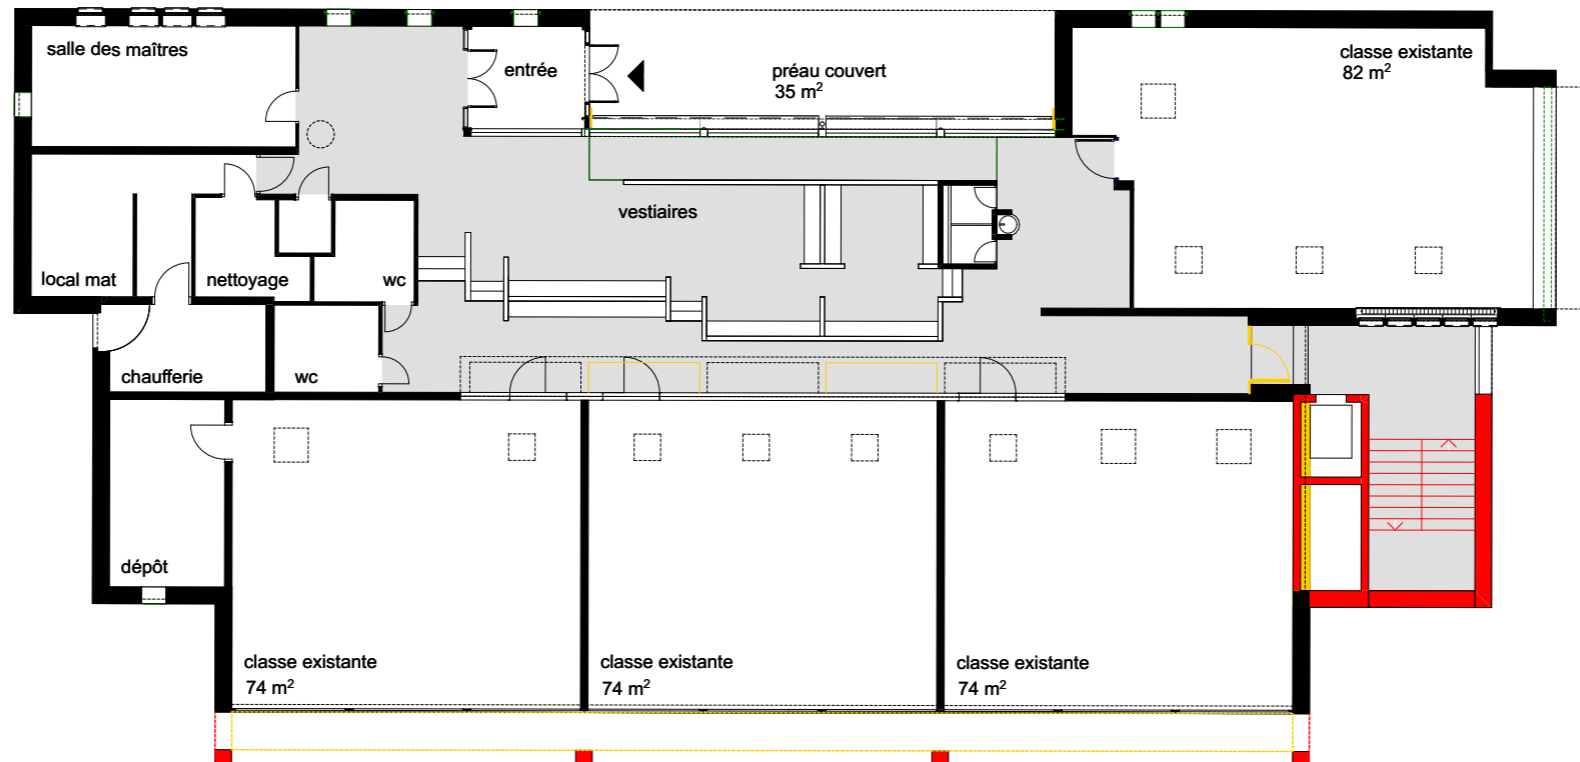 salle des maîtres
entrée
préau couvert
35 m²
classe existante
82 m²
vestiaires
local mat
nettoyage
wc
chaufferie
wc
dépôt
classe existante
74 m²
classe existante
74 m²
classe existante
74 m²